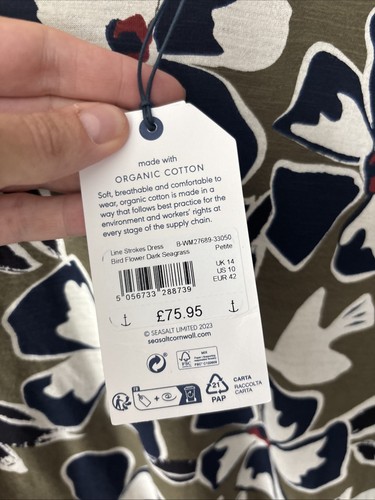 made with
ORGANIC COTTON
Soft, breathable and comfortable to
wear, organic cotton is made in a
way that follows best practice for the
environment and workers' rights at
every stage of the supply chain.
Line Strokes Dress B-WM27689-33050
Bird Flower Dark Seagrass Petite
UK 14
US 10
EUR 42
5 056733 288739
£75.95
© SEASALT LIMITED 2023
seasaltcornwall.com
FSC
MIX
FR
21
PAP
CARTA
RACCOLTA
CARTA